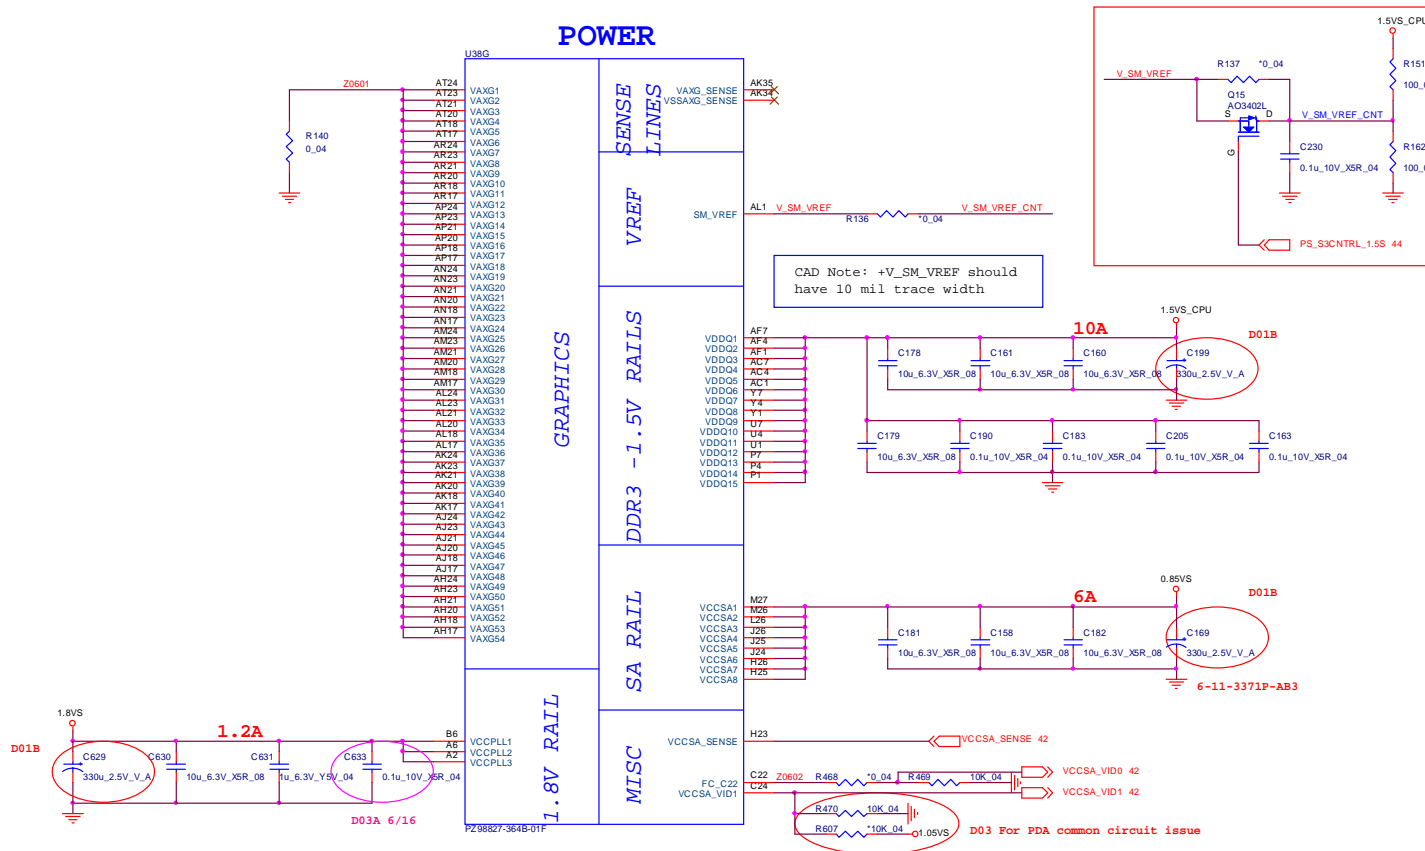 POWER
U38G
Z0601
R140
0_04
AT24 VAXG1
AT23 VAXG2
AT21 VAXG3
AT20 VAXG4
AT18 VAXG5
AT17 VAXG6
AR24 VAXG7
AR23 VAXG8
AR21 VAXG9
AR20 VAXG10
AR18 VAXG11
AR17 VAXG12
AP24 VAXG13
AP23 VAXG14
AP21 VAXG15
AP20 VAXG16
AP18 VAXG17
AP17 VAXG18
AN24 VAXG19
AN23 VAXG20
AN21 VAXG21
AN20 VAXG22
AN18 VAXG23
AN17 VAXG24
AM24 VAXG25
AM23 VAXG26
AM21 VAXG27
AM20 VAXG28
AM18 VAXG29
AM17 VAXG30
AL24 VAXG31
AL23 VAXG32
AL21 VAXG33
AL20 VAXG34
AL18 VAXG35
AL17 VAXG36
AK24 VAXG37
AK23 VAXG38
AK21 VAXG39
AK20 VAXG40
AK18 VAXG41
AK17 VAXG42
AJ24 VAXG43
AJ23 VAXG44
AJ21 VAXG45
AJ20 VAXG46
AJ18 VAXG47
AJ17 VAXG48
AH24 VAXG49
AH23 VAXG50
AH21 VAXG51
AH20 VAXG52
AH18 VAXG53
AH17 VAXG54
GRAPHICS
SENSE
LINES
VAXG_SENSE AK35
VSSAXG_SENSE AK34
VREF
SM_VREF AL1 V_SM_VREF R136 *0_04 V_SM_VREF_CNT
CAD Note: +V_SM_VREF should
have 10 mil trace width
1.5VS_CPU
V_SM_VREF
R137 *0_04
Q15
AO3402L
S D
G
V_SM_VREF_CNT
R151
100_0
R162
100_0
C230
0.1u_10V_X5R_04
PS_S3CNTRL_1.5S 44
DDR3 -1.5V RAILS
VDDQ1 AF7
VDDQ2 AF4
VDDQ3 AF1
VDDQ4 AC7
VDDQ5 AC4
VDDQ6 AC1
VDDQ7 Y7
VDDQ8 Y4
VDDQ9 Y1
VDDQ10 U7
VDDQ11 U4
VDDQ12 U1
VDDQ13 P7
VDDQ14 P4
VDDQ15 P1
1.5VS_CPU
10A
D01B
C178
10u_6.3V_X5R_08
C161
10u_6.3V_X5R_08
C160
10u_6.3V_X5R_08
C199
330u_2.5V_V_A
C179
10u_6.3V_X5R_08
C190
0.1u_10V_X5R_04
C183
0.1u_10V_X5R_04
C205
0.1u_10V_X5R_04
C163
0.1u_10V_X5R_04
SA RAIL
VCCSA1 M27
VCCSA2 M26
VCCSA3 L26
VCCSA4 J26
VCCSA5 J25
VCCSA6 J24
VCCSA7 H26
VCCSA8 H25
0.85VS
6A
D01B
C181
10u_6.3V_X5R_08
C158
10u_6.3V_X5R_08
C182
10u_6.3V_X5R_08
C169
330u_2.5V_V_A
6-11-3371P-AB3
1.8V RAIL
1.8VS
1.2A
D01B
C629
330u_2.5V_V_A
C630
10u_6.3V_X5R_08
C631
1u_6.3V_Y5V_04
C633
0.1u_10V_X5R_04
D03A 6/16
B6 VCCPLL1
A6 VCCPLL2
A2 VCCPLL3
MISC
VCCSA_SENSE H23 VCCSA_SENSE 42
FC_C22 C22 Z0602 R468 *0_04 R469 10K_04 VCCSA_VID0 42
VCCSA_VID1 C24 VCCSA_VID1 42
R470 10K_04
R607 *10K_04 1.05VS
D03 For PDA common circuit issue
PZ98827-364B-01F